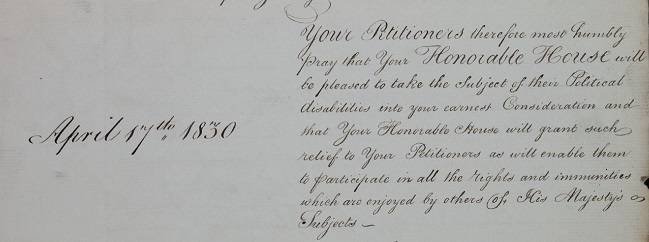 Your Petitioners therefore most humbly
pray that Your Honorable House will
be pleased to take the Subject of their Political
disabilities into your earnest Consideration and
that Your Honorable House will grant such
relief to Your Petitioners as will enable them
to participate in all the rights and immunities
which are enjoyed by others of His Majesty's
Subjects —
April 17th 1830